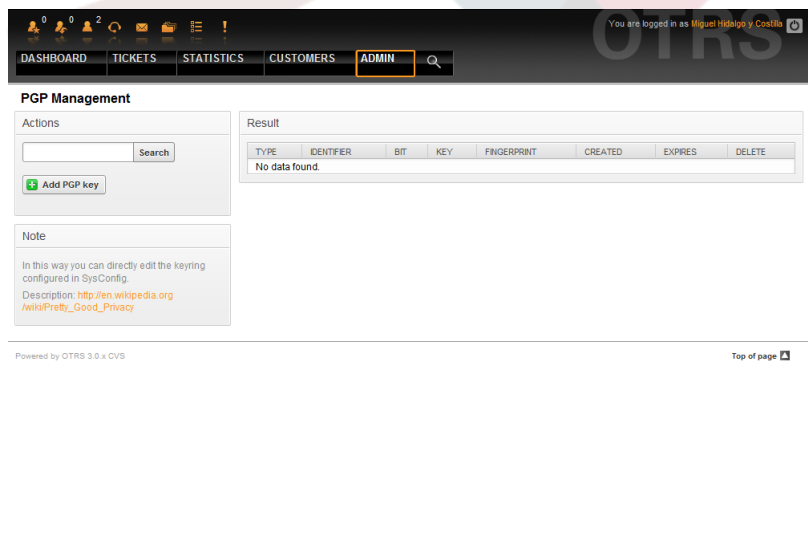 0 0 2
You are logged in as Miguel Hidalgo y Costilla
OTRS
DASHBOARD TICKETS STATISTICS CUSTOMERS ADMIN
PGP Management
Actions
Search
Add PGP key
Result
TYPE IDENTIFIER BIT KEY FINGERPRINT CREATED EXPIRES DELETE
No data found.
Note
In this way you can directly edit the keyring
configured in SysConfig.
Description: http://en.wikipedia.org
/wiki/Pretty_Good_Privacy
Powered by OTRS 3.0.x CVS
Top of page